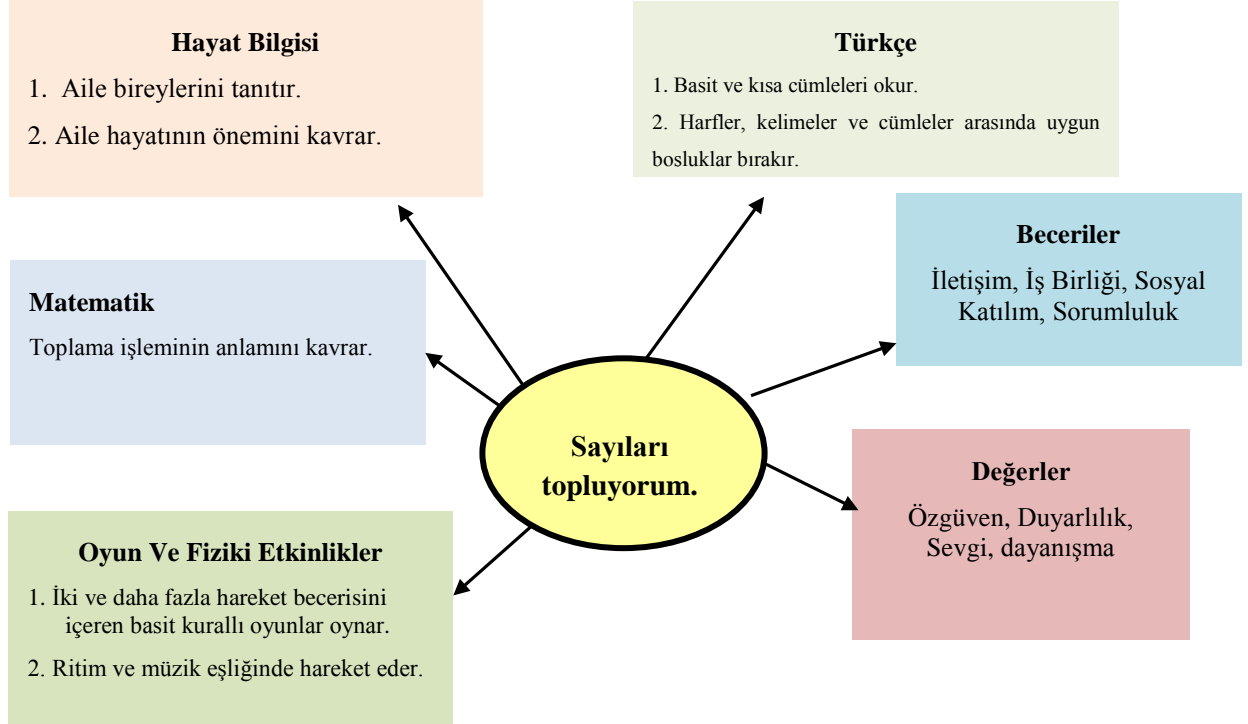 Hayat Bilgisi
1. Aile bireylerini tanıtır.
2. Aile hayatının önemini kavrar.
Türkçe
1. Basit ve kısa cümleleri okur.
2. Harfler, kelimeler ve cümleler arasında uygun
bosluklar bırakır.
Beceriler
İletişim, İş Birliği, Sosyal
Katılım, Sorumluluk
Matematik
Toplama işleminin anlamını kavrar.
Sayıları
topluyorum.
Değerler
Özgüven, Duyarlılık,
Sevgi, dayanışma
Oyun Ve Fiziki Etkinlikler
1. İki ve daha fazla hareket becerisini
içeren basit kurallı oyunlar oynar.
2. Ritim ve müzik eşliğinde hareket eder.